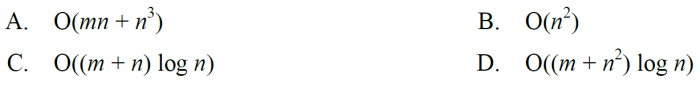 A. O(mn + n³) B. O(n²)
C. O((m + n) log n) D. O((m + n²) log n)